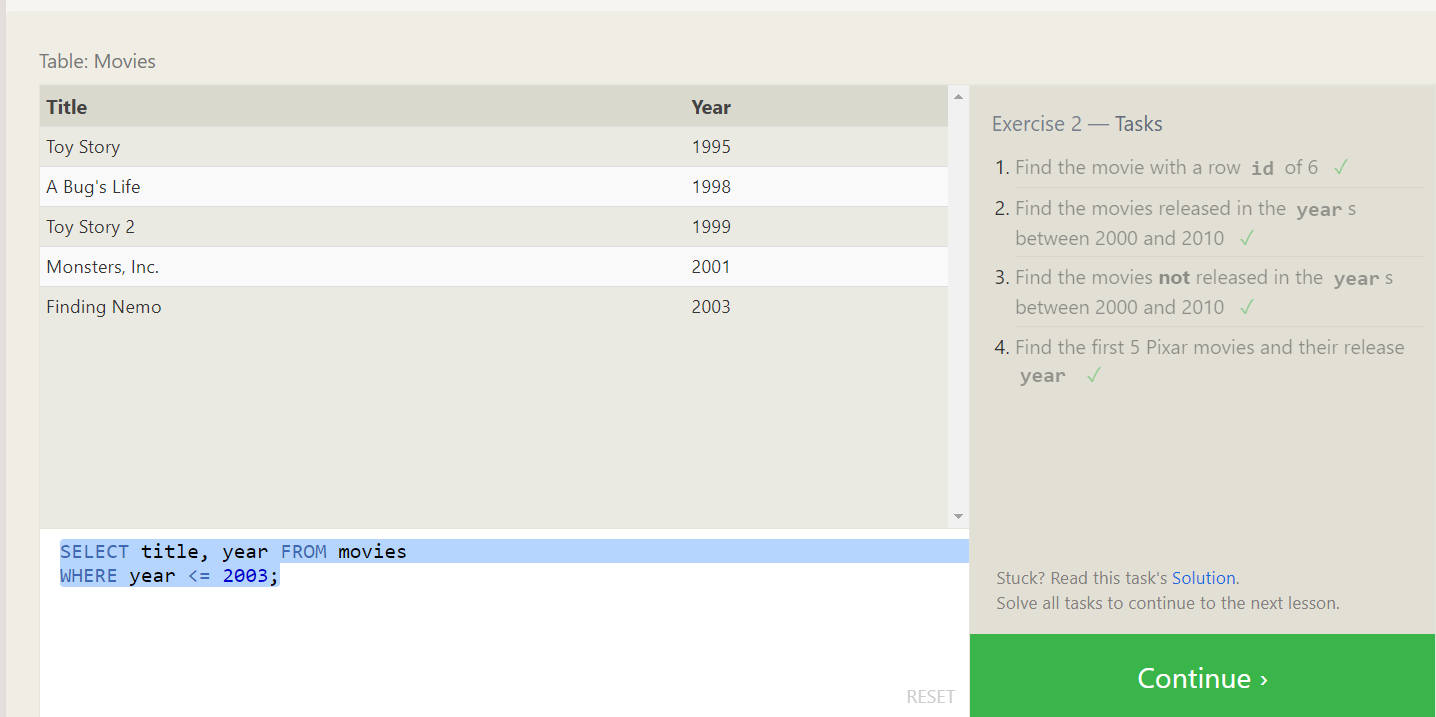 Table: Movies
Title Year
Toy Story 1995
A Bug's Life 1998
Toy Story 2 1999
Monsters, Inc. 2001
Finding Nemo 2003
SELECT title, year FROM movies
WHERE year <= 2003;
RESET
Exercise 2 — Tasks
1. Find the movie with a row id of 6 ✓
2. Find the movies released in the year s
between 2000 and 2010 ✓
3. Find the movies not released in the year s
between 2000 and 2010 ✓
4. Find the first 5 Pixar movies and their release
year ✓
Stuck? Read this task's Solution.
Solve all tasks to continue to the next lesson.
Continue ›